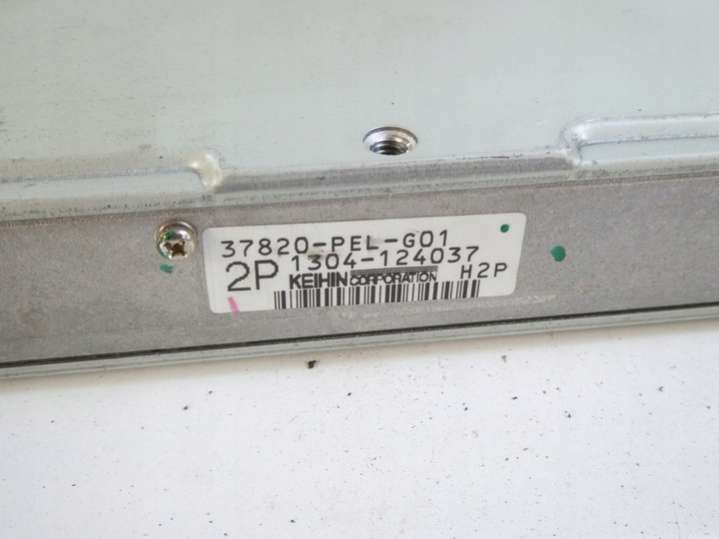 37820-PEL-G01
2P 1304-124037
KEIHIN CORPORATION H2P